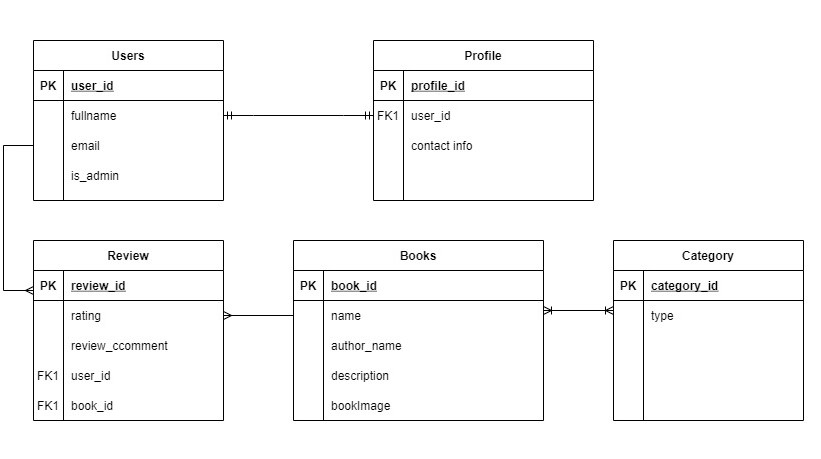 Users
PK user_id
fullname
email
is_admin
Profile
PK profile_id
FK1 user_id
contact info
Review
PK review_id
rating
review_ccomment
FK1 user_id
FK1 book_id
Books
PK book_id
name
author_name
description
bookImage
Category
PK category_id
type